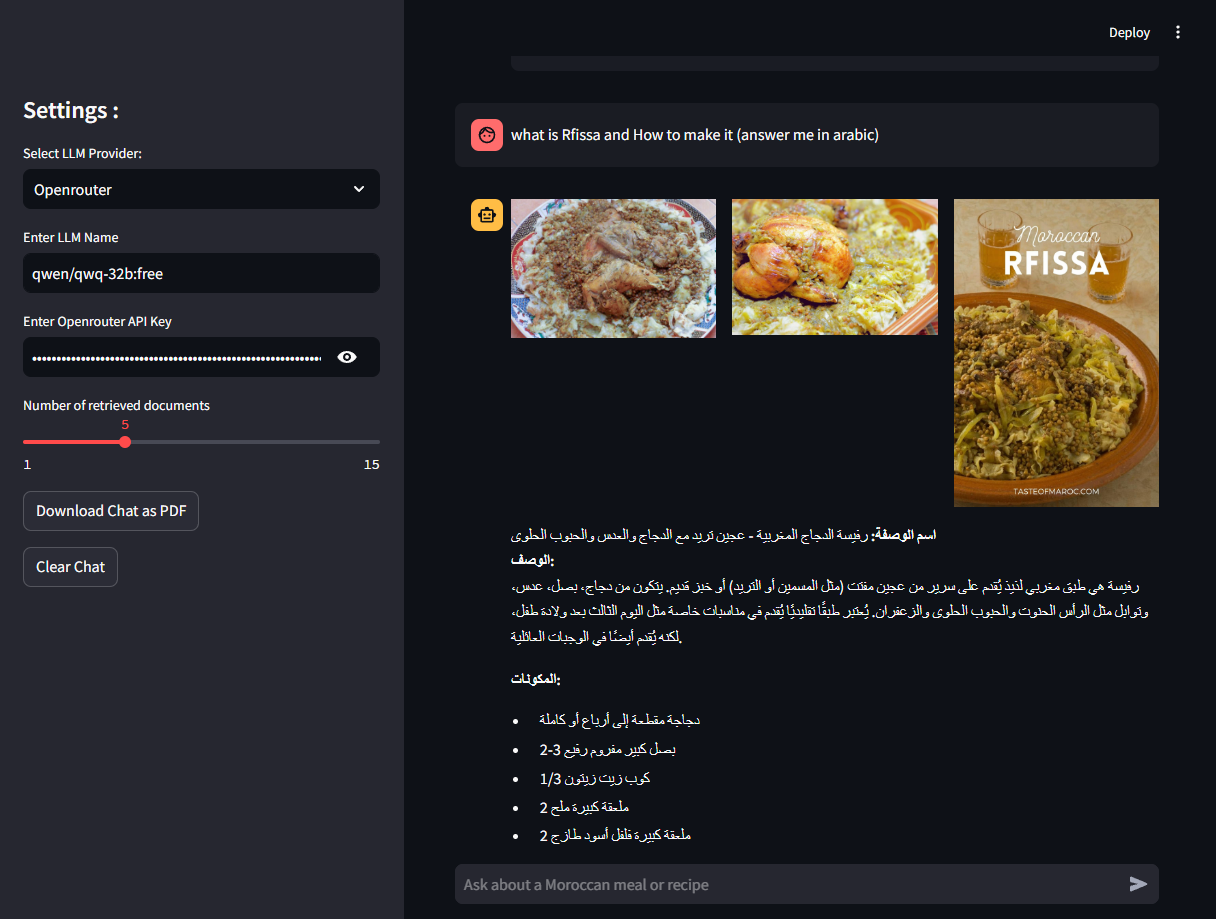 Deploy
Settings :
Select LLM Provider:
Openrouter
Enter LLM Name
qwen/qwq-32b:free
Enter Openrouter API Key
Number of retrieved documents
5
1 15
Download Chat as PDF
Clear Chat
what is Rfissa and How to make it (answer me in arabic)
Moroccan
RFISSA
TASTEOFMAROC.COM
اسم الوصفة: رفيسة الدجاج المغربية - عجين تريد مع الدجاج والعدس والحبوب الحلوى
الوصف:
رفيسة هي طبق مغربي لذيذ يُقدم على سرير من عجين مفتت (مثل المسمين أو التريد) أو خبز قديم. يتكون من دجاج، بصل، عدس،
وتوابل مثل الرأس الحنوت والحبوب الحلوى والزعفران. يُعتبر طبقًا تقليديًا يُقدم في مناسبات خاصة مثل اليوم الثالث بعد ولادة طفل،
لكنه يُقدم أيضًا في الوجبات العائلية.
المكونات:
دجاجة مقطعة إلى أرباع أو كاملة
2-3 بصل كبير مفروم رفيع
1/3 كوب زيت زيتون
2 ملعقة كبيرة ملح
2 ملعقة كبيرة فلفل أسود طازج
Ask about a Moroccan meal or recipe